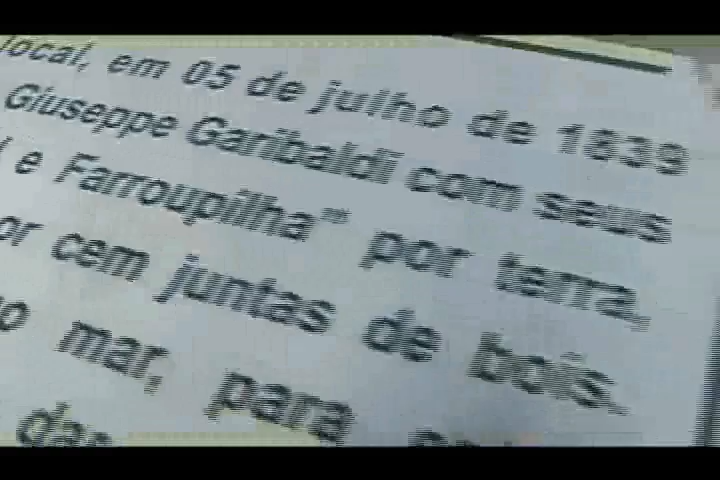 local, em 05 de julho de 1839
Giuseppe Garibaldi com seus
e Farroupilha" por terra,
or cem juntas de bois.
mar, para
das